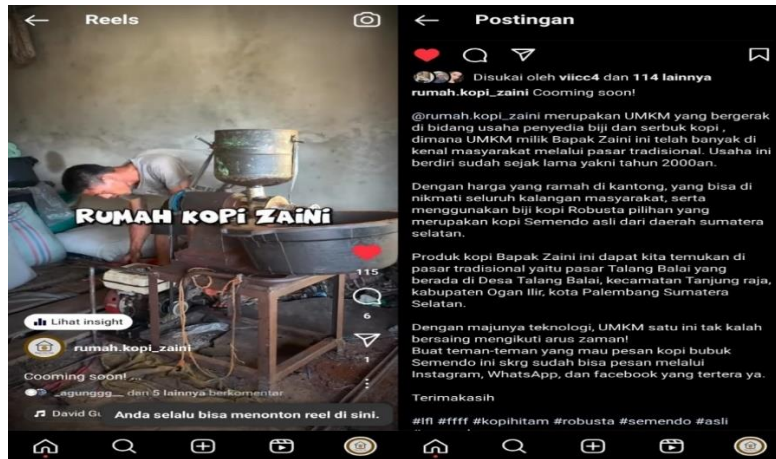 Reels
RUMAH KOPI ZAINI
115
6
1
Lihat insight
rumah.kopi_zaini
Cooming soon! ...
_agunggg__ dan 5 lainnya berkomentar
David Gu
Anda selalu bisa menonton reel di sini.
Postingan
Disukai oleh viicc4 dan 114 lainnya
rumah.kopi_zaini Cooming soon!
@rumah.kopi_zaini merupakan UMKM yang bergerak
di bidang usaha penyedia biji dan serbuk kopi ,
dimana UMKM milik Bapak Zaini ini telah banyak di
kenal masyarakat melalui pasar tradisional. Usaha ini
berdiri sudah sejak lama yakni tahun 2000an.
Dengan harga yang ramah di kantong, yang bisa di
nikmati seluruh kalangan masyarakat, serta
menggunakan biji kopi Robusta pilihan yang
merupakan kopi Semendo asli dari daerah sumatera
selatan.
Produk kopi Bapak Zaini ini dapat kita temukan di
pasar tradisional yaitu pasar Talang Balai yang
berada di Desa Talang Balai, kecamatan Tanjung raja,
kabupaten Ogan Ilir, kota Palembang Sumatera
Selatan.
Dengan majunya teknologi, UMKM satu ini tak kalah
bersaing mengikuti arus zaman!
Buat teman-teman yang mau pesan kopi bubuk
Semendo ini skrg sudah bisa pesan melalui
Instagram, WhatsApp, dan facebook yang tertera ya.
Terimakasih
#lfl #ffff #kopihitam #robusta #semendo #asli